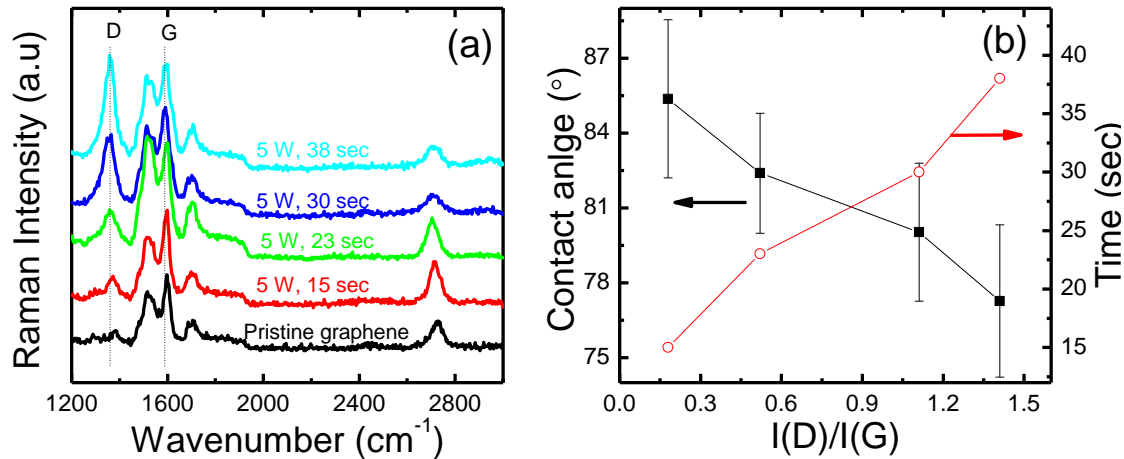 Raman Intensity (a.u)
D G
(a)
5 W, 38 sec
5 W, 30 sec
5 W, 23 sec
5 W, 15 sec
Pristine graphene
1200 1600 2000 2400 2800
Wavenumber (cm⁻¹)
Contact anlge (°)
87
84
81
78
75
(b)
40
35
30
25
20
15
Time (sec)
0.0 0.3 0.6 0.9 1.2 1.5
I(D)/I(G)